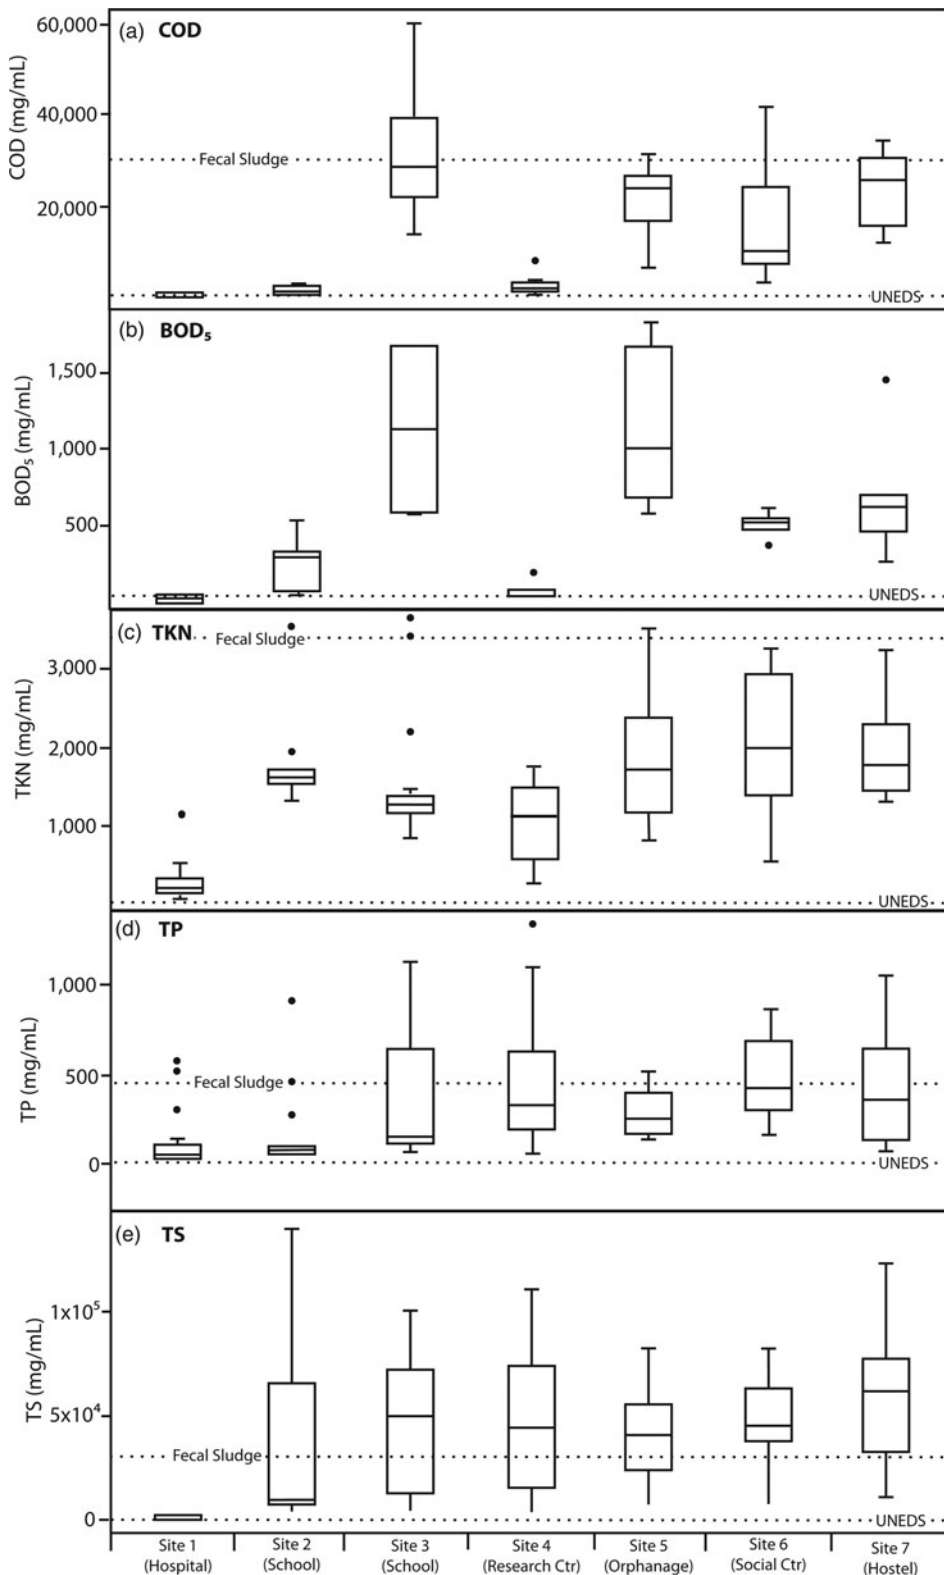 (a) COD
60,000
40,000
20,000
COD (mg/mL)
Fecal Sludge
UNEDS
(b) BOD₅
1,500
1,000
500
BOD₅ (mg/mL)
UNEDS
(c) TKN
Fecal Sludge
3,000
2,000
1,000
TKN (mg/mL)
UNEDS
(d) TP
1,000
500
0
TP (mg/mL)
Fecal Sludge
UNEDS
(e) TS
1x10⁵
5x10⁴
0
TS (mg/mL)
Fecal Sludge
UNEDS
Site 1 Site 2 Site 3 Site 4 Site 5 Site 6 Site 7
(Hospital) (School) (School) (Research Ctr) (Orphanage) (Social Ctr) (Hostel)